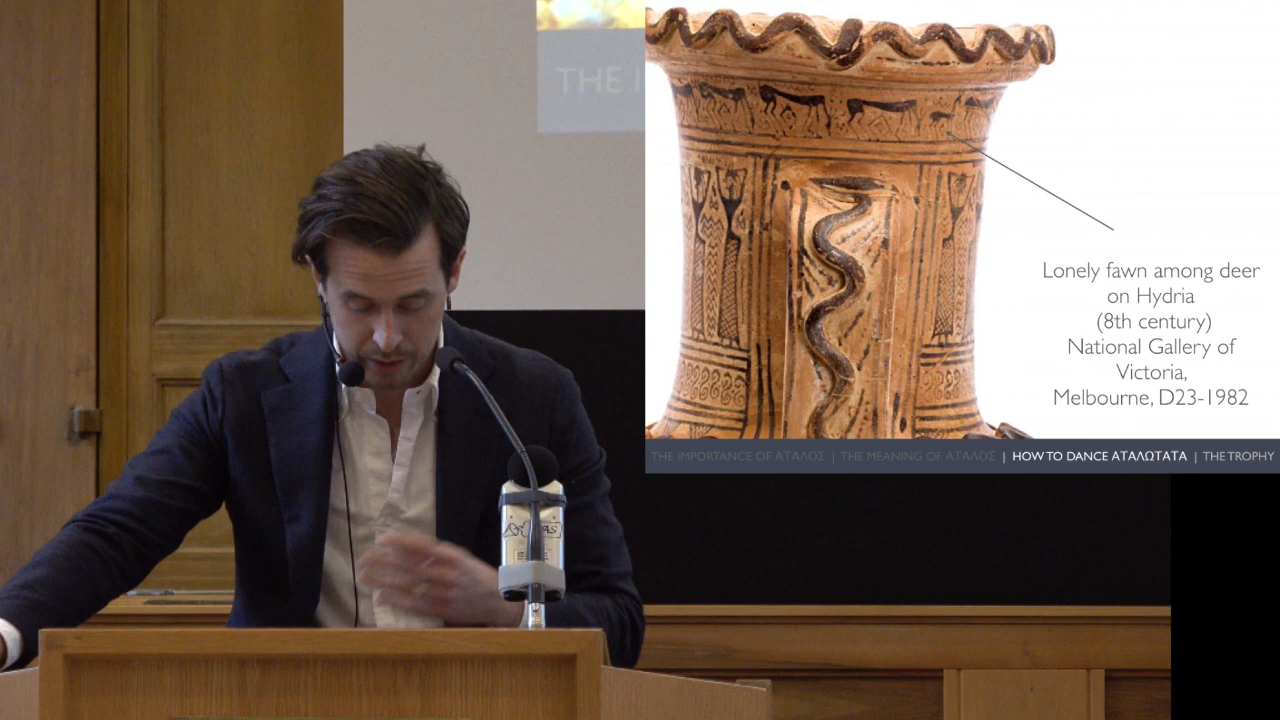 THE I
Lonely fawn among deer
on Hydria
(8th century)
National Gallery of
Victoria,
Melbourne, D23-1982
THE IMPORTANCE OF ΑΤΑΛΟΣ | THE MEANING OF ΑΤΑΛΟΣ | HOW TO DANCE ΑΤΑΛΩΤΑΤΑ | THE TROPHY